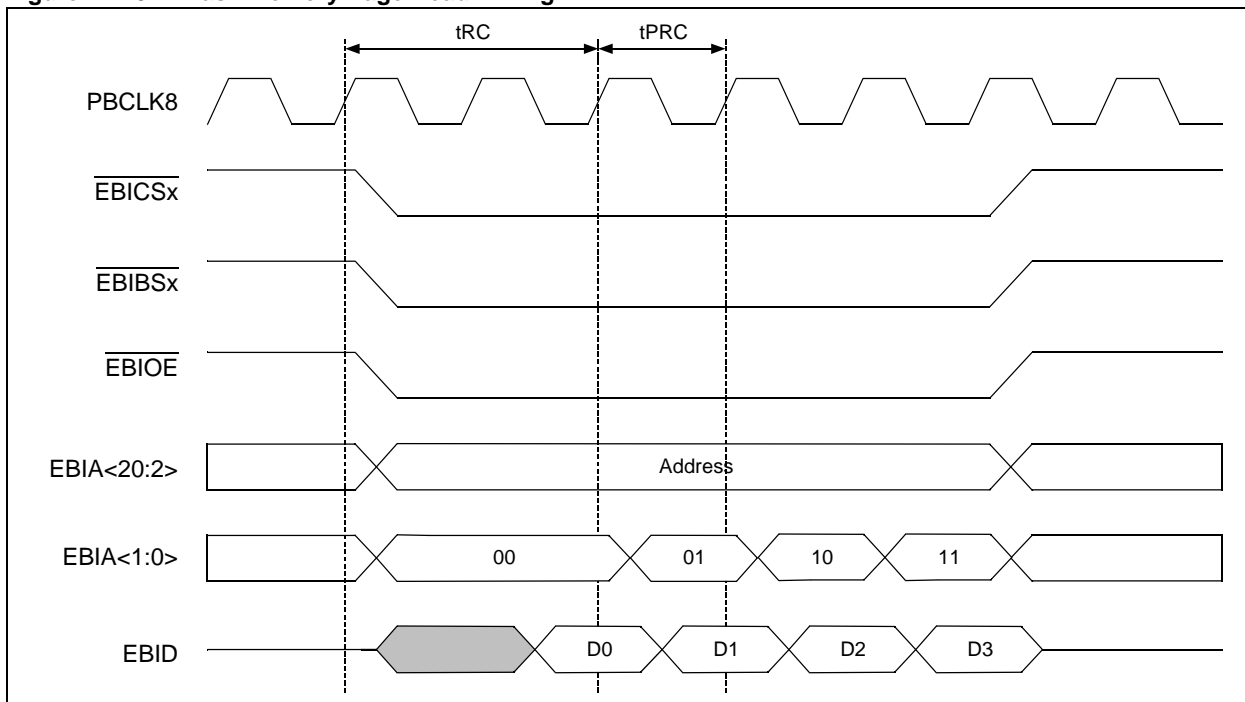 tRC tPRC
PBCLK8
EBICSx
EBIBSx
EBIOE
EBIA<20:2> Address
EBIA<1:0> 00 01 10 11
EBID D0 D1 D2 D3